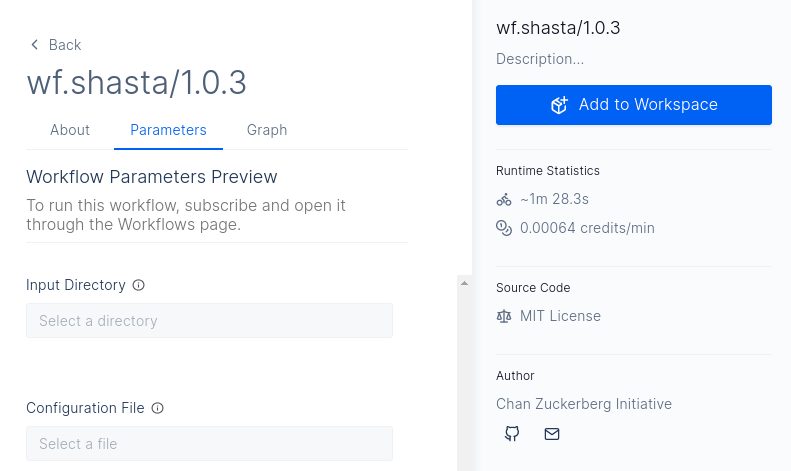 Back
wf.shasta/1.0.3
About Parameters Graph
Workflow Parameters Preview
To run this workflow, subscribe and open it
through the Workflows page.
Input Directory
Select a directory
Configuration File
Select a file
wf.shasta/1.0.3
Description...
Add to Workspace
Runtime Statistics
~1m 28.3s
0.00064 credits/min
Source Code
MIT License
Author
Chan Zuckerberg Initiative